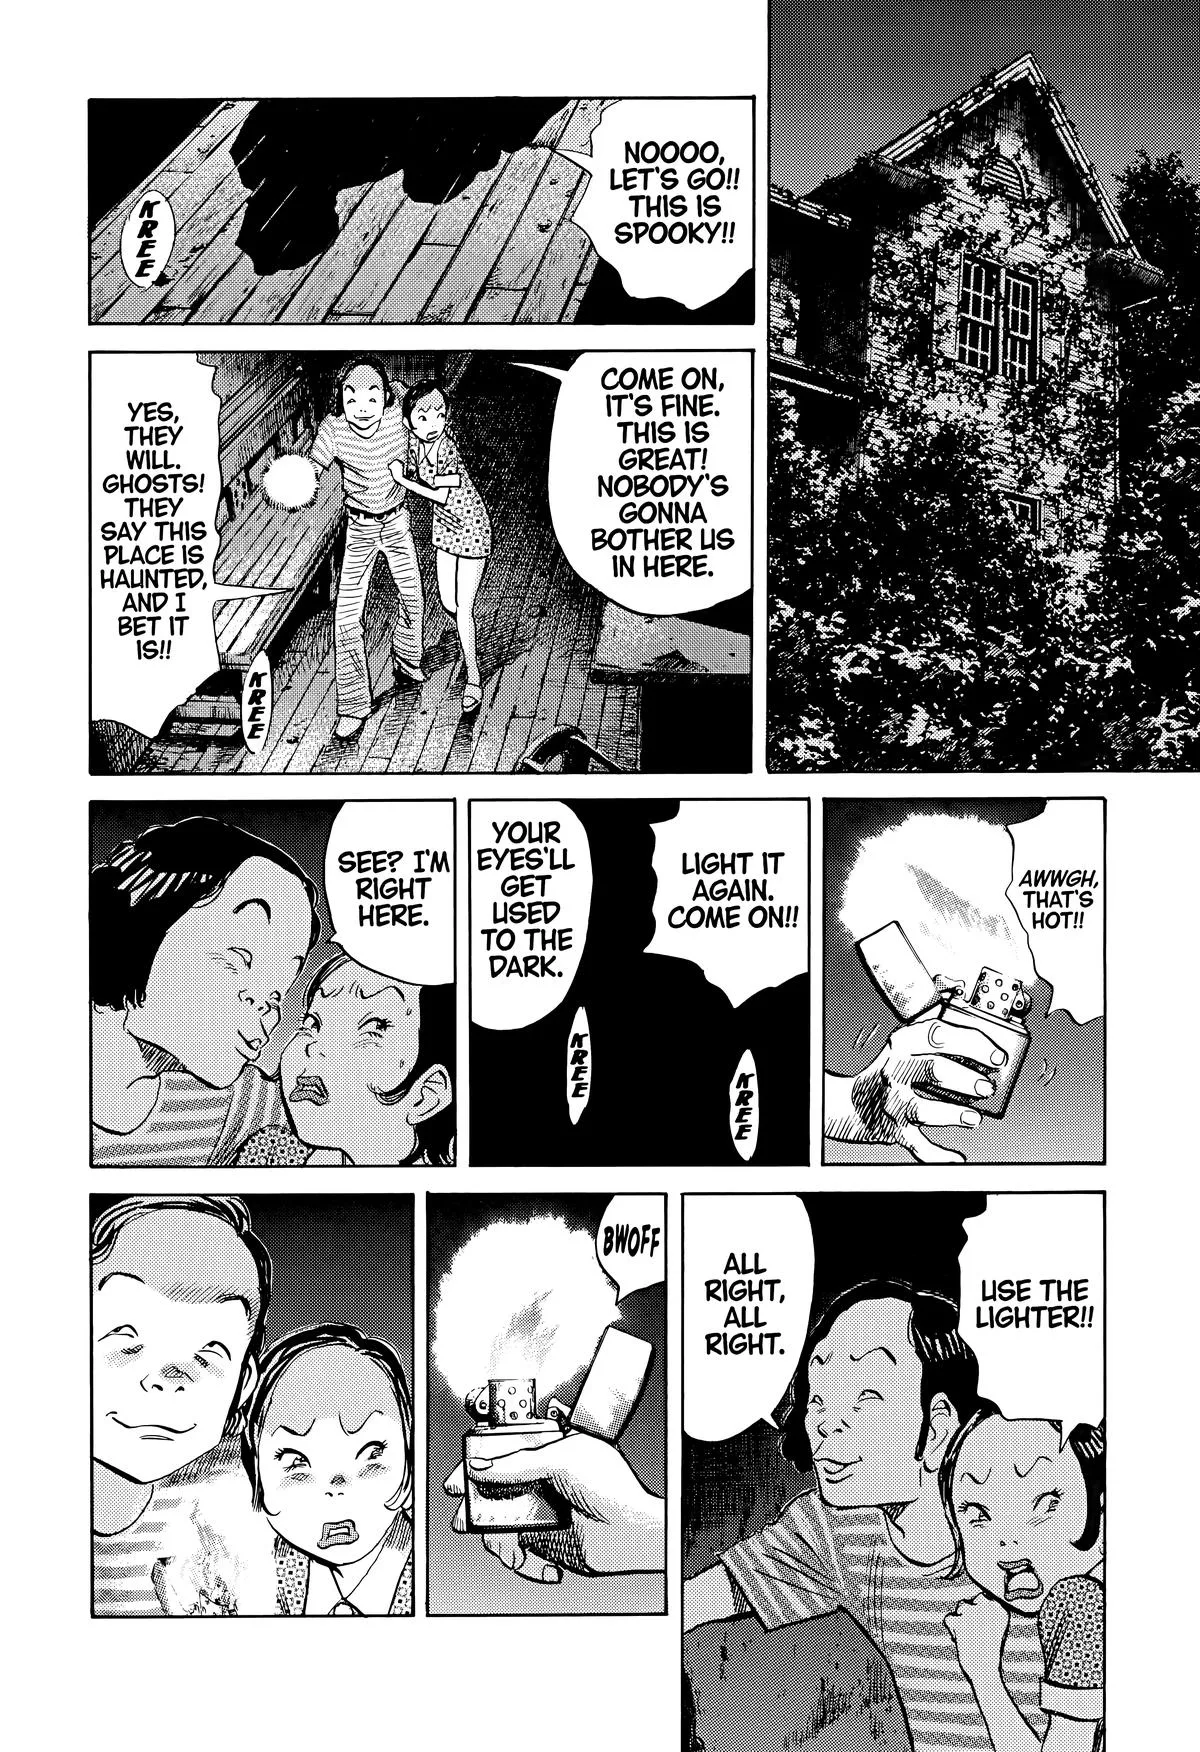 NOOOO,
LET'S GO!!
THIS IS
SPOOKY!!
KREE
COME ON,
IT'S FINE.
THIS IS
GREAT!
NOBODY'S
GONNA
BOTHER US
IN HERE.
YES,
THEY
WILL.
GHOSTS!
THEY
SAY THIS
PLACE IS
HAUNTED,
AND I
BET IT
IS!!
KREE
AWWGH,
THAT'S
HOT!!
LIGHT IT
AGAIN.
COME ON!!
KREE
YOUR
EYES'LL
GET
USED
TO THE
DARK.
KREE
SEE? I'M
RIGHT
HERE.
USE THE
LIGHTER!!
ALL
RIGHT,
ALL
RIGHT.
BWOFF